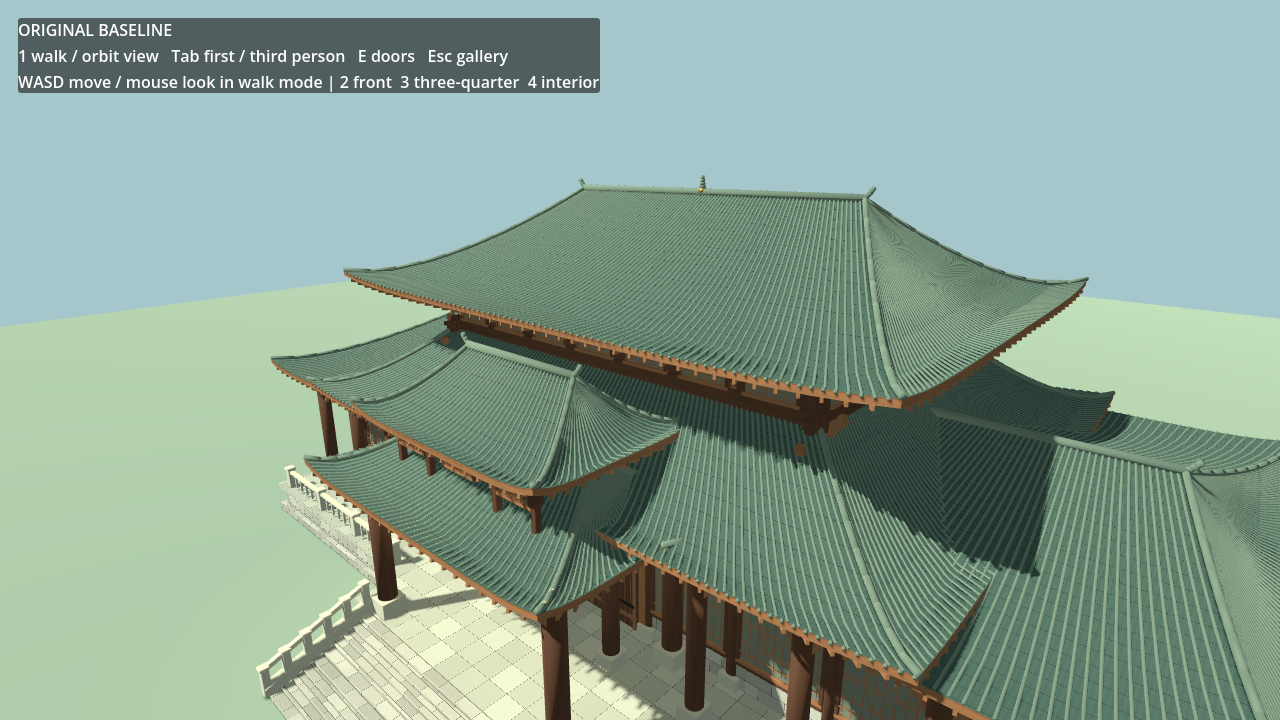 ORIGINAL BASELINE
1 walk / orbit view   Tab first / third person   E doors   Esc gallery
WASD move / mouse look in walk mode | 2 front  3 three-quarter  4 interior